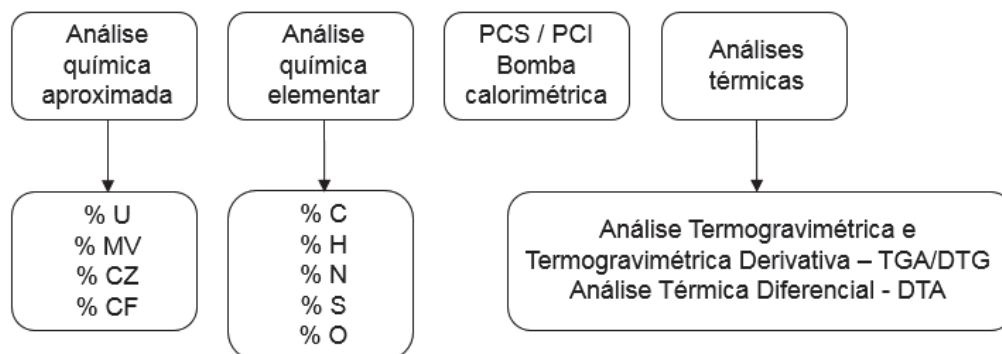 Análise
química
aproximada
Análise
química
elementar
PCS / PCI
Bomba
calorimétrica
Análises
térmicas
% U
% MV
% CZ
% CF
% C
% H
% N
% S
% O
Análise Termogravimétrica e
Termogravimétrica Derivativa – TGA/DTG
Análise Térmica Diferencial - DTA